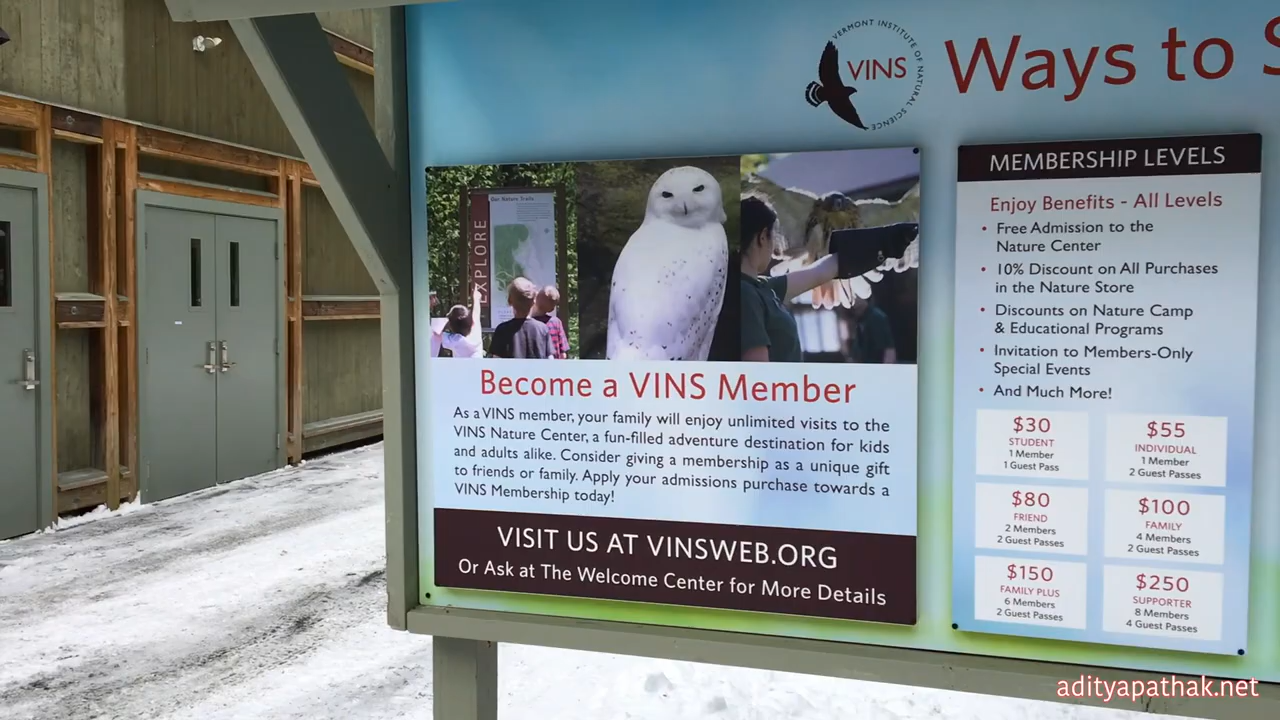 VERMONT INSTITUTE OF NATURAL SCIENCE
VINS
Ways to S
Our Nature Trails
EXPLORE
Become a VINS Member
As a VINS member, your family will enjoy unlimited visits to the
VINS Nature Center, a fun-filled adventure destination for kids
and adults alike. Consider giving a membership as a unique gift
to friends or family. Apply your admissions purchase towards a
VINS Membership today!
VISIT US AT VINSWEB.ORG
Or Ask at The Welcome Center for More Details
MEMBERSHIP LEVELS
Enjoy Benefits - All Levels
• Free Admission to the
Nature Center
• 10% Discount on All Purchases
in the Nature Store
• Discounts on Nature Camp
& Educational Programs
• Invitation to Members-Only
Special Events
• And Much More!
$30
STUDENT
1 Member
1 Guest Pass
$55
INDIVIDUAL
1 Member
2 Guest Passes
$80
FRIEND
2 Members
2 Guest Passes
$100
FAMILY
4 Members
2 Guest Passes
$150
FAMILY PLUS
6 Members
2 Guest Passes
$250
SUPPORTER
8 Members
4 Guest Passes
adityapathak.net